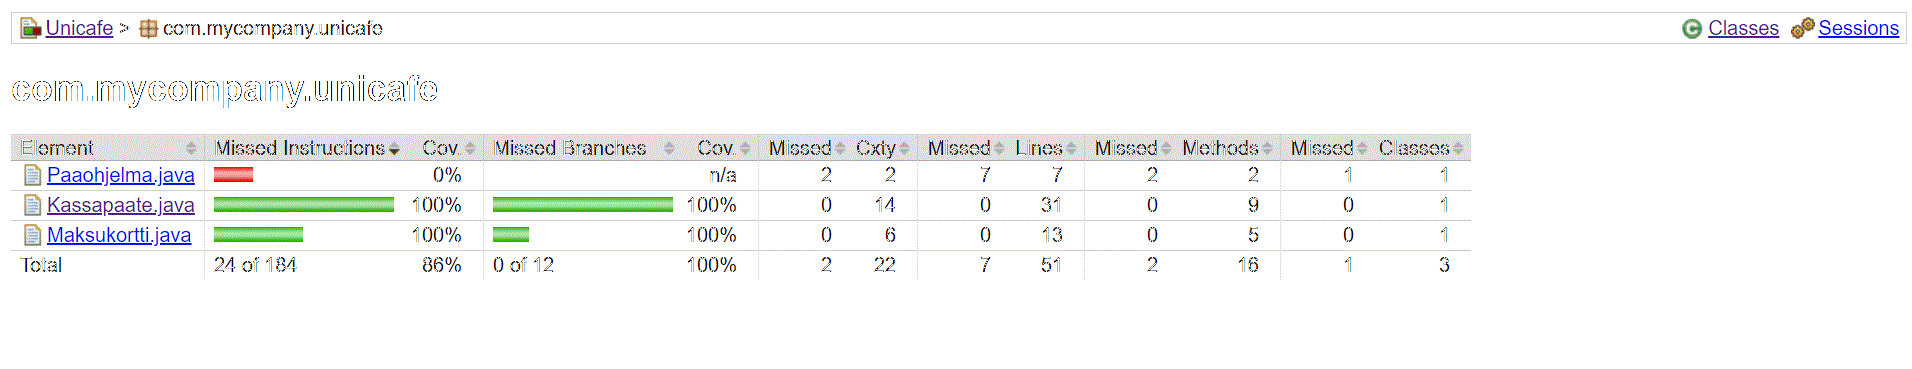 Unicafe > com.mycompany.unicafe Classes Sessions
com.mycompany.unicafe
Element Missed Instructions Cov. Missed Branches Cov. Missed Cxty Missed Lines Missed Methods Missed Classes
Paaohjelma.java 0% n/a 2 2 7 7 2 2 1 1
Kassapaate.java 100% 100% 0 14 0 31 0 9 0 1
Maksukortti.java 100% 100% 0 6 0 13 0 5 0 1
Total 24 of 184 86% 0 of 12 100% 2 22 7 51 2 16 1 3